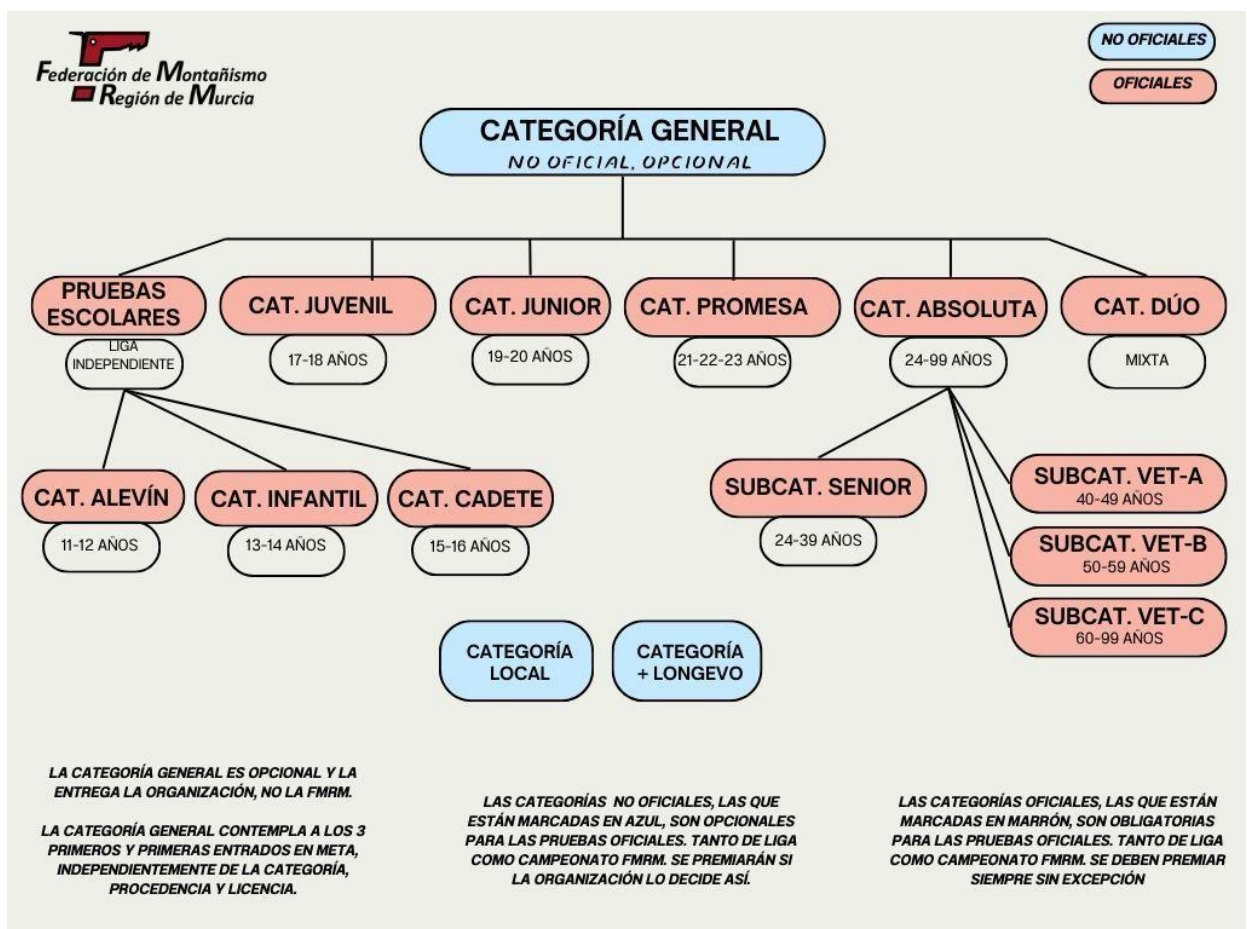 Federación de Montañismo
Región de Murcia
NO OFICIALES
OFICIALES
CATEGORÍA GENERAL
NO OFICIAL, OPCIONAL
PRUEBAS
ESCOLARES
LIGA
INDEPENDIENTE
CAT. JUVENIL
17-18 AÑOS
CAT. JUNIOR
19-20 AÑOS
CAT. PROMESA
21-22-23 AÑOS
CAT. ABSOLUTA
24-99 AÑOS
CAT. DÚO
MIXTA
CAT. ALEVÍN
11-12 AÑOS
CAT. INFANTIL
13-14 AÑOS
CAT. CADETE
15-16 AÑOS
SUBCAT. SENIOR
24-39 AÑOS
SUBCAT. VET-A
40-49 AÑOS
SUBCAT. VET-B
50-59 AÑOS
SUBCAT. VET-C
60-99 AÑOS
CATEGORÍA
LOCAL
CATEGORÍA
+ LONGEVO
LA CATEGORÍA GENERAL ES OPCIONAL Y LA
ENTREGA LA ORGANIZACIÓN, NO LA FMRM.
LA CATEGORÍA GENERAL CONTEMPLA A LOS 3
PRIMEROS Y PRIMERAS ENTRADOS EN META,
INDEPENDIENTEMENTE DE LA CATEGORÍA,
PROCEDENCIA Y LICENCIA.
LAS CATEGORÍAS NO OFICIALES, LAS QUE
ESTÁN MARCADAS EN AZUL, SON OPCIONALES
PARA LAS PRUEBAS OFICIALES. TANTO DE LIGA
COMO CAMPEONATO FMRM. SE PREMIARÁN SI
LA ORGANIZACIÓN LO DECIDE ASÍ.
LAS CATEGORÍAS OFICIALES, LAS QUE ESTÁN
MARCADAS EN MARRÓN, SON OBLIGATORIAS
PARA LAS PRUEBAS OFICIALES. TANTO DE LIGA
COMO CAMPEONATO FMRM. SE DEBEN PREMIAR
SIEMPRE SIN EXCEPCIÓN